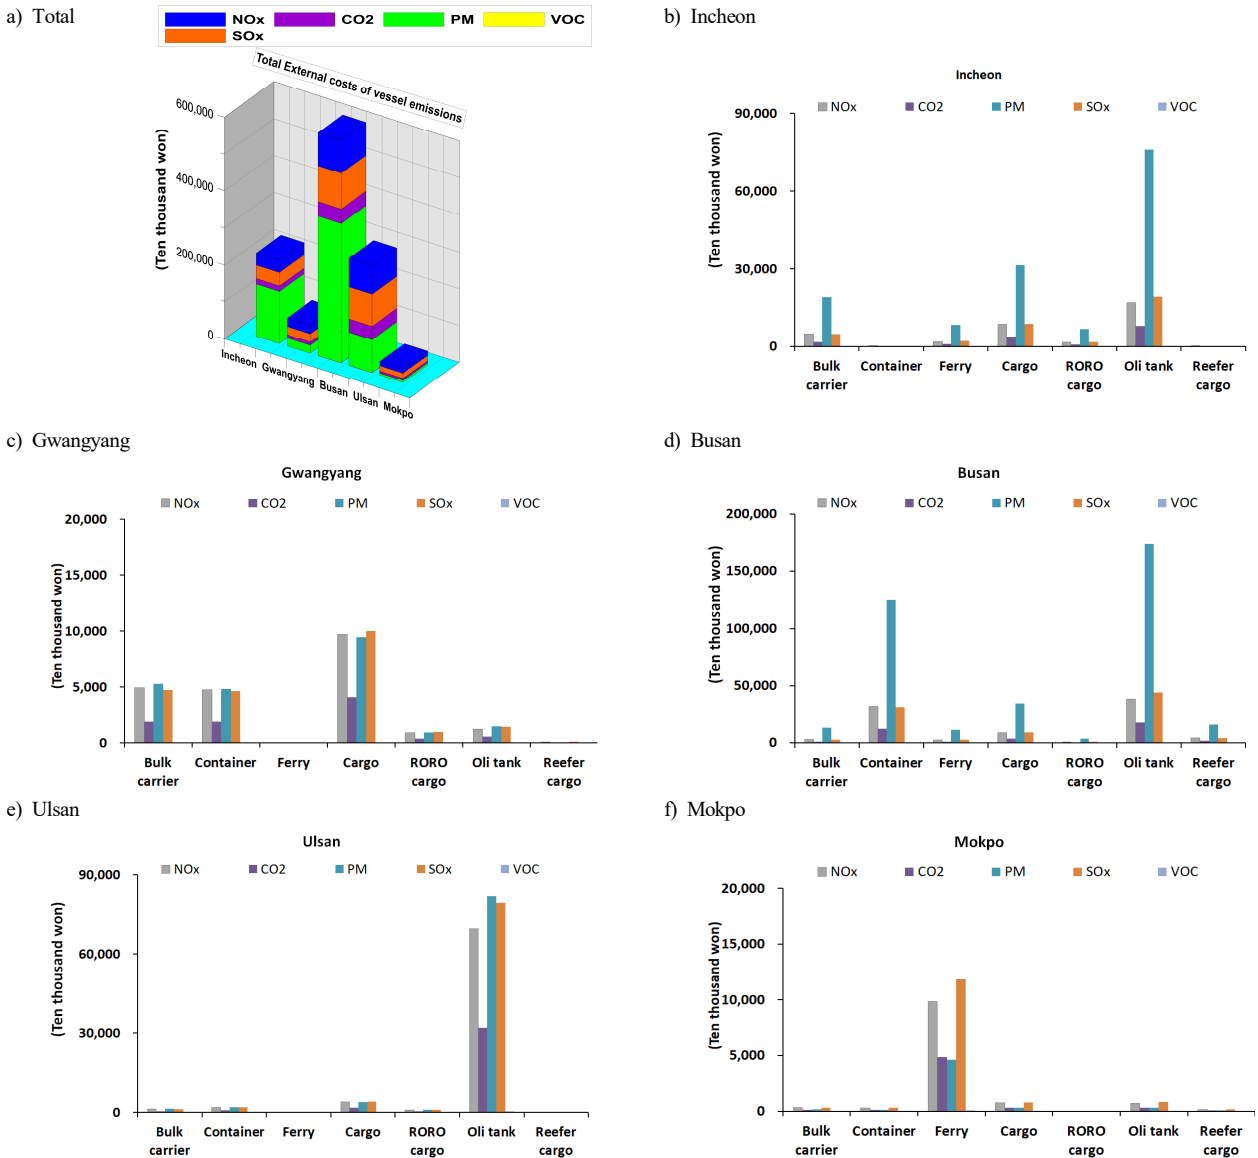 a) Total
NOx CO2 PM VOC
SOx
Total External costs of vessel emissions
(Ten thousand won)
600,000
400,000
200,000
0
Incheon Gwangyang Busan Ulsan Mokpo
b) Incheon
Incheon
NOx CO2 PM SOx VOC
(Ten thousand won)
90,000
60,000
30,000
0
Bulk Container Ferry Cargo RORO Oli tank Reefer
carrier cargo cargo
c) Gwangyang
Gwangyang
NOx CO2 PM SOx VOC
(Ten thousand won)
20,000
15,000
10,000
5,000
0
Bulk Container Ferry Cargo RORO Oli tank Reefer
carrier cargo cargo
d) Busan
Busan
NOx CO2 PM SOx VOC
(Ten thousand won)
200,000
150,000
100,000
50,000
0
Bulk Container Ferry Cargo RORO Oli tank Reefer
carrier cargo cargo
e) Ulsan
Ulsan
NOx CO2 PM SOx VOC
(Ten thousand won)
90,000
60,000
30,000
0
Bulk Container Ferry Cargo RORO Oli tank Reefer
carrier cargo cargo
f) Mokpo
Mokpo
NOx CO2 PM SOx VOC
(Ten thousand won)
20,000
15,000
10,000
5,000
0
Bulk Container Ferry Cargo RORO Oli tank Reefer
carrier cargo cargo